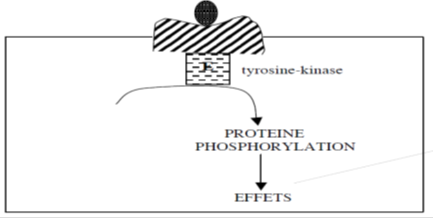 E
tyrosine-kinase
PROTEINE
PHOSPHORYLATION
EFFETS